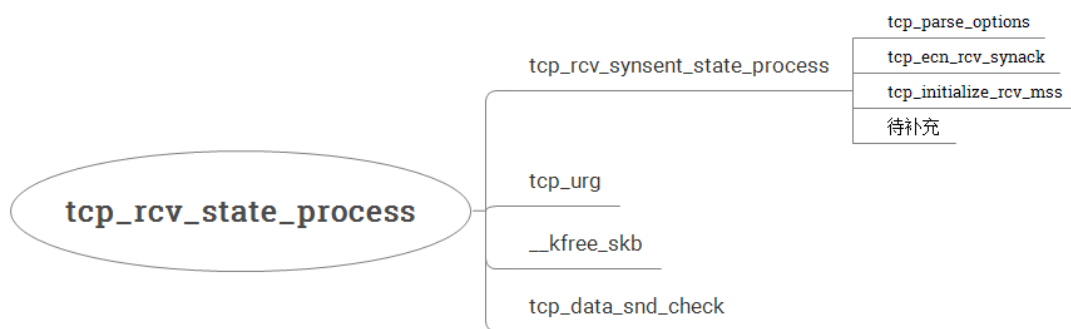 tcp_rcv_state_process
tcp_rcv_synsent_state_process
tcp_parse_options
tcp_ecn_rcv_synack
tcp_initialize_rcv_mss
待补充
tcp_urg
__kfree_skb
tcp_data_snd_check